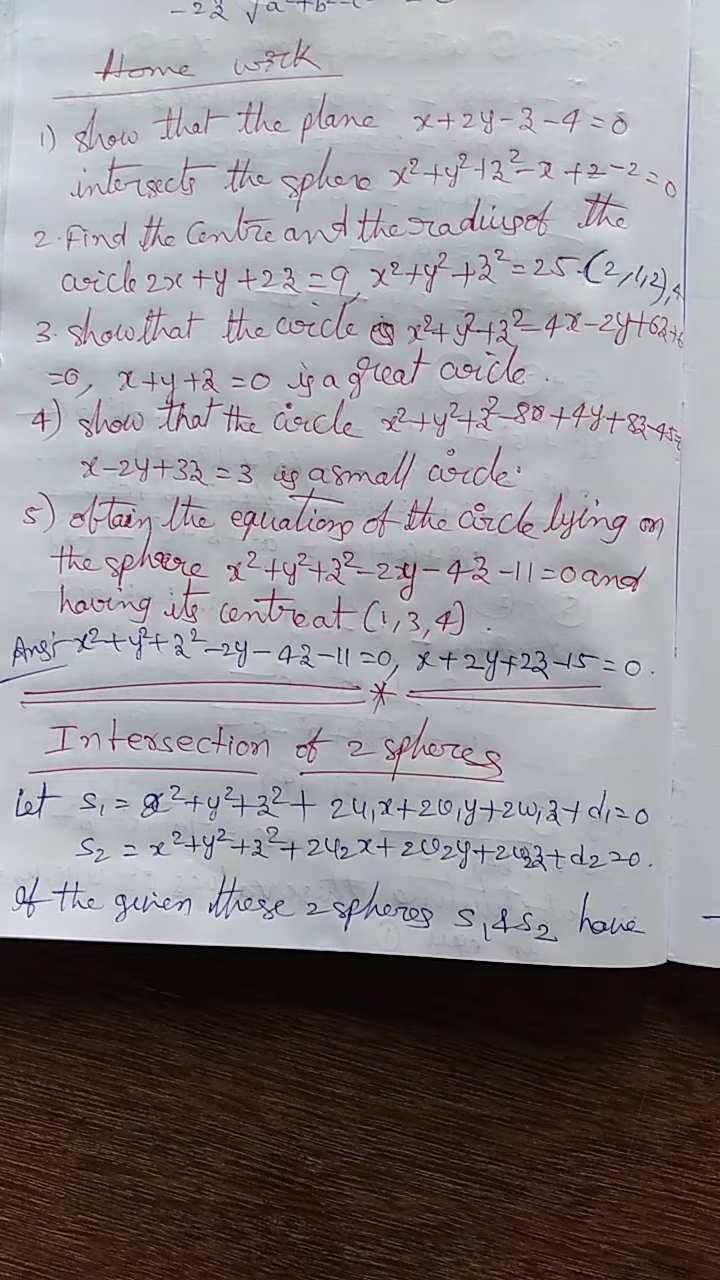 -2z √a²+b²
Home work
1) show that the plane x+2y-z-4=0
intersects the sphere x²+y²+z²-x+z-2=0
2. Find the Centre and the radius of the
circle 2x+y+2z=9, x²+y²+z²=25-(2,1,2),4
3. show that the circle x²+y²+z²-4x-2y+6z+6
=0, x+y+z=0 is a great circle.
4) show that the circle x²+y²+z²-8x+4y+8z-45=
x-2y+3z=3 is a small circle.
5) obtain the equations of the circle lying on
the sphere x²+y²+z²-2y-4z-11=0 and
having its centre at (1,3,4).
Ans:- x²+y²+z²-2y-4z-11=0, x+2y+2z-15=0.
*
Intersection of 2 spheres
Let S₁ = x²+y²+z²+2u₁x+2v₁y+2w₁z+d₁=0
S₂ = x²+y²+z²+2u₂x+2v₂y+2w₂z+d₂=0.
If the given these 2 spheres S₁ & S₂ have